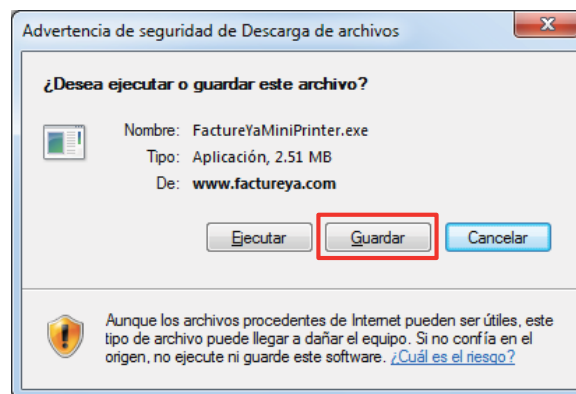 Advertencia de seguridad de Descarga de archivos
¿Desea ejecutar o guardar este archivo?
Nombre: FactureYaMiniPrinter.exe
Tipo: Aplicación, 2.51 MB
De: www.factureya.com
Ejecutar Guardar Cancelar
Aunque los archivos procedentes de Internet pueden ser útiles, este
tipo de archivo puede llegar a dañar el equipo. Si no confía en el
origen, no ejecute ni guarde este software. ¿Cuál es el riesgo?